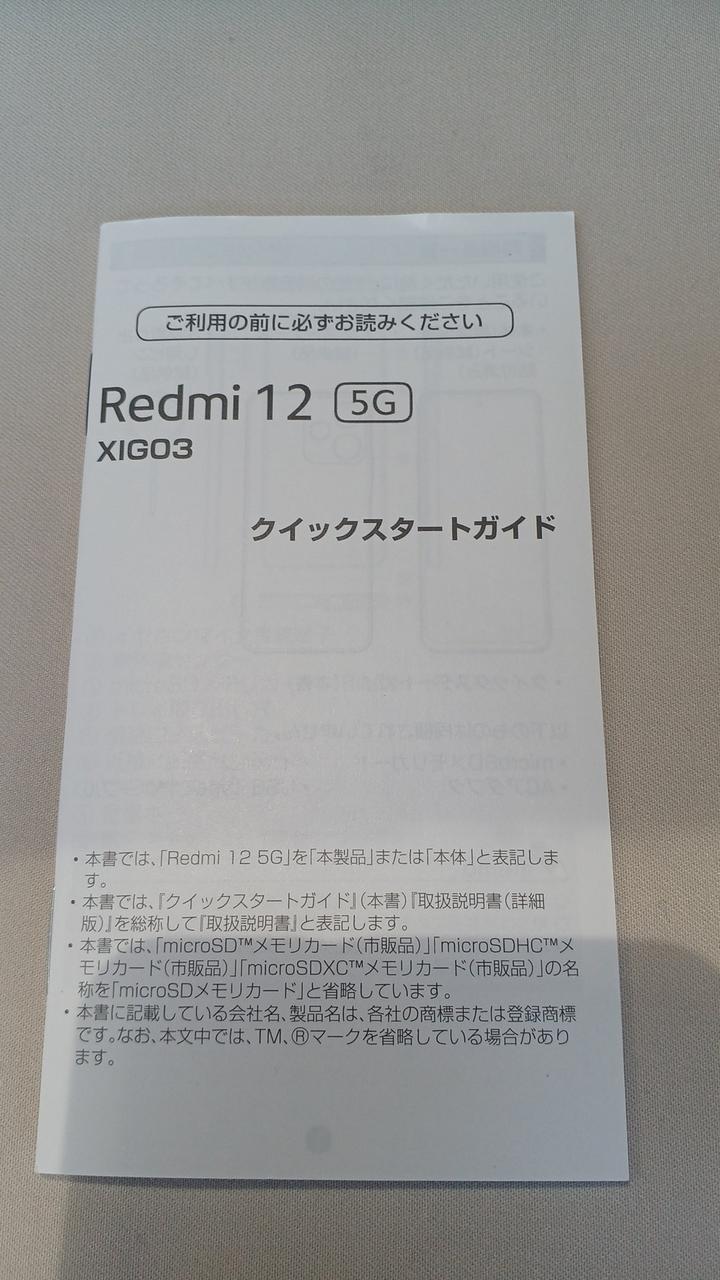 ご利用の前に必ずお読みください
Redmi 12 5G
XIG03
クイックスタートガイド
・本書では、「Redmi 12 5G」を「本製品」または「本体」と表記しま
す。
・本書では、『クイックスタートガイド』(本書)『取扱説明書(詳細
版)』を総称して『取扱説明書』と表記します。
・本書では、「microSD™メモリカード(市販品)」「microSDHC™メ
モリカード(市販品)」「microSDXC™メモリカード(市販品)」の名
称を「microSDメモリカード」と省略しています。
・本書に記載している会社名、製品名は、各社の商標または登録商標
です。なお、本文中では、TM、®マークを省略している場合があり
ます。